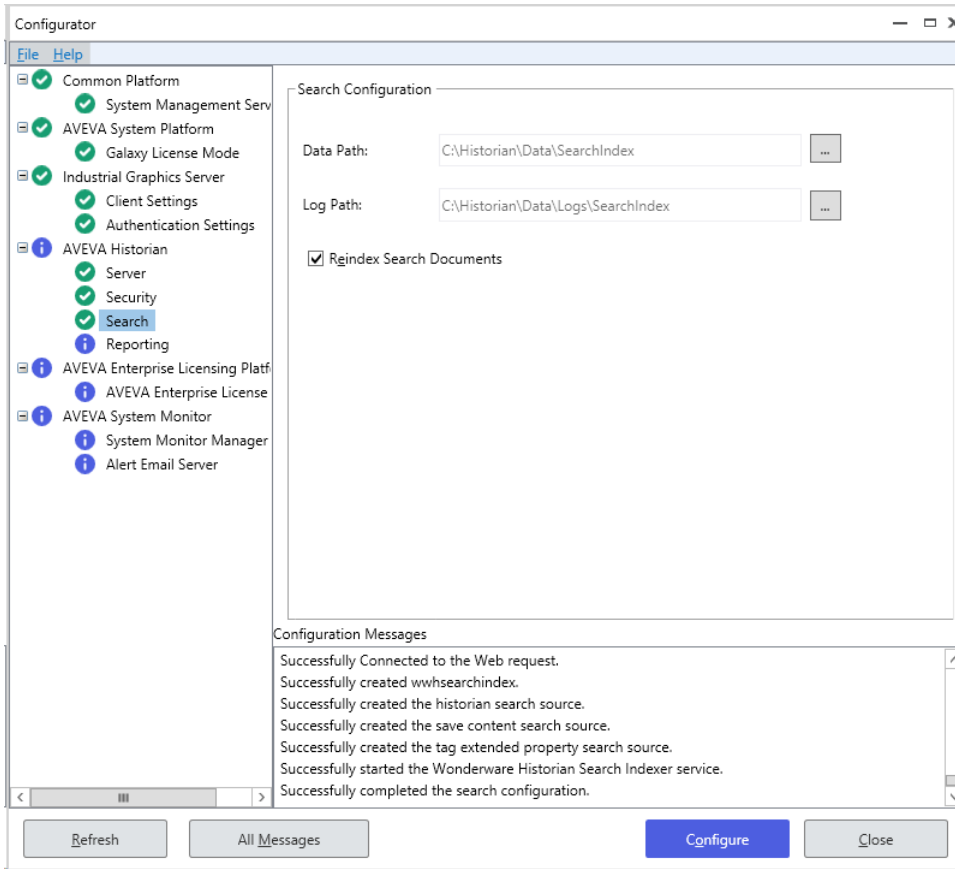 Configurator
File Help
Common Platform
System Management Serv
AVEVA System Platform
Galaxy License Mode
Industrial Graphics Server
Client Settings
Authentication Settings
AVEVA Historian
Server
Security
Search
Reporting
AVEVA Enterprise Licensing Platf
AVEVA Enterprise License
AVEVA System Monitor
System Monitor Manager
Alert Email Server
Search Configuration
Data Path: C:\Historian\Data\SearchIndex ...
Log Path: C:\Historian\Data\Logs\SearchIndex ...
Reindex Search Documents
Configuration Messages
Successfully Connected to the Web request.
Successfully created wwhsearchindex.
Successfully created the historian search source.
Successfully created the save content search source.
Successfully created the tag extended property search source.
Successfully started the Wonderware Historian Search Indexer service.
Successfully completed the search configuration.
Refresh All Messages Configure Close